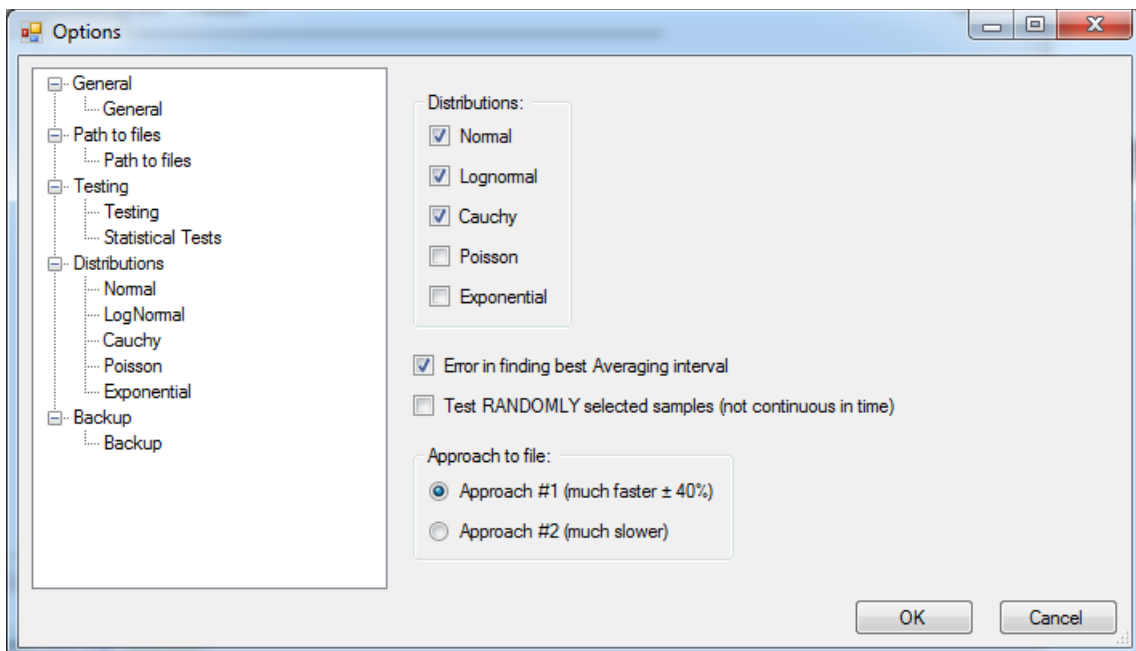 Options
General
General
Path to files
Path to files
Testing
Testing
Statistical Tests
Distributions
Normal
LogNormal
Cauchy
Poisson
Exponential
Backup
Backup
Distributions:
Normal
Lognormal
Cauchy
Poisson
Exponential
Error in finding best Averaging interval
Test RANDOMLY selected samples (not continuous in time)
Approach to file:
Approach #1 (much faster ± 40%)
Approach #2 (much slower)
OK
Cancel